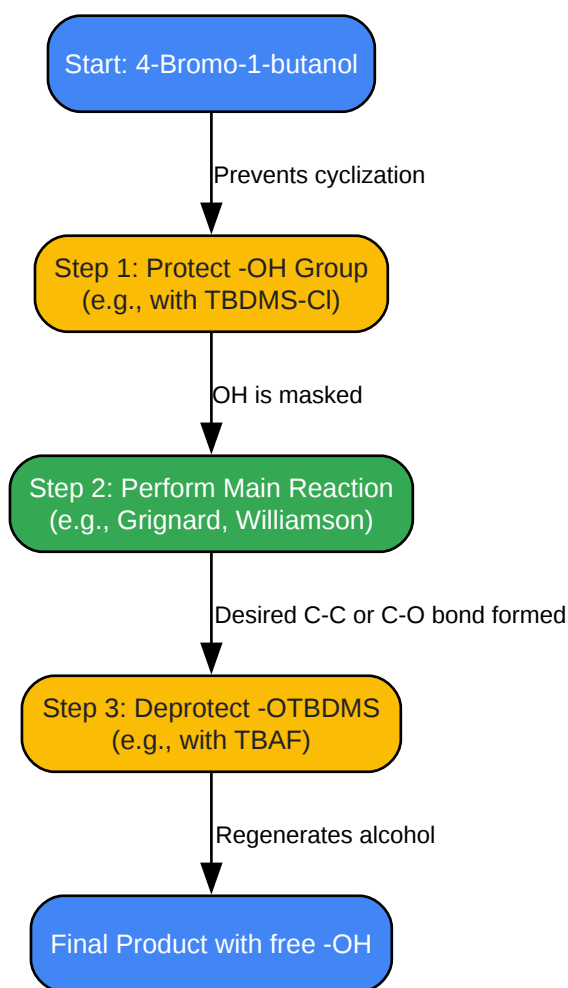 Start: 4-Bromo-1-butanol
Prevents cyclization
Step 1: Protect -OH Group
(e.g., with TBDMS-Cl)
OH is masked
Step 2: Perform Main Reaction
(e.g., Grignard, Williamson)
Desired C-C or C-O bond formed
Step 3: Deprotect -OTBDMS
(e.g., with TBAF)
Regenerates alcohol
Final Product with free -OH